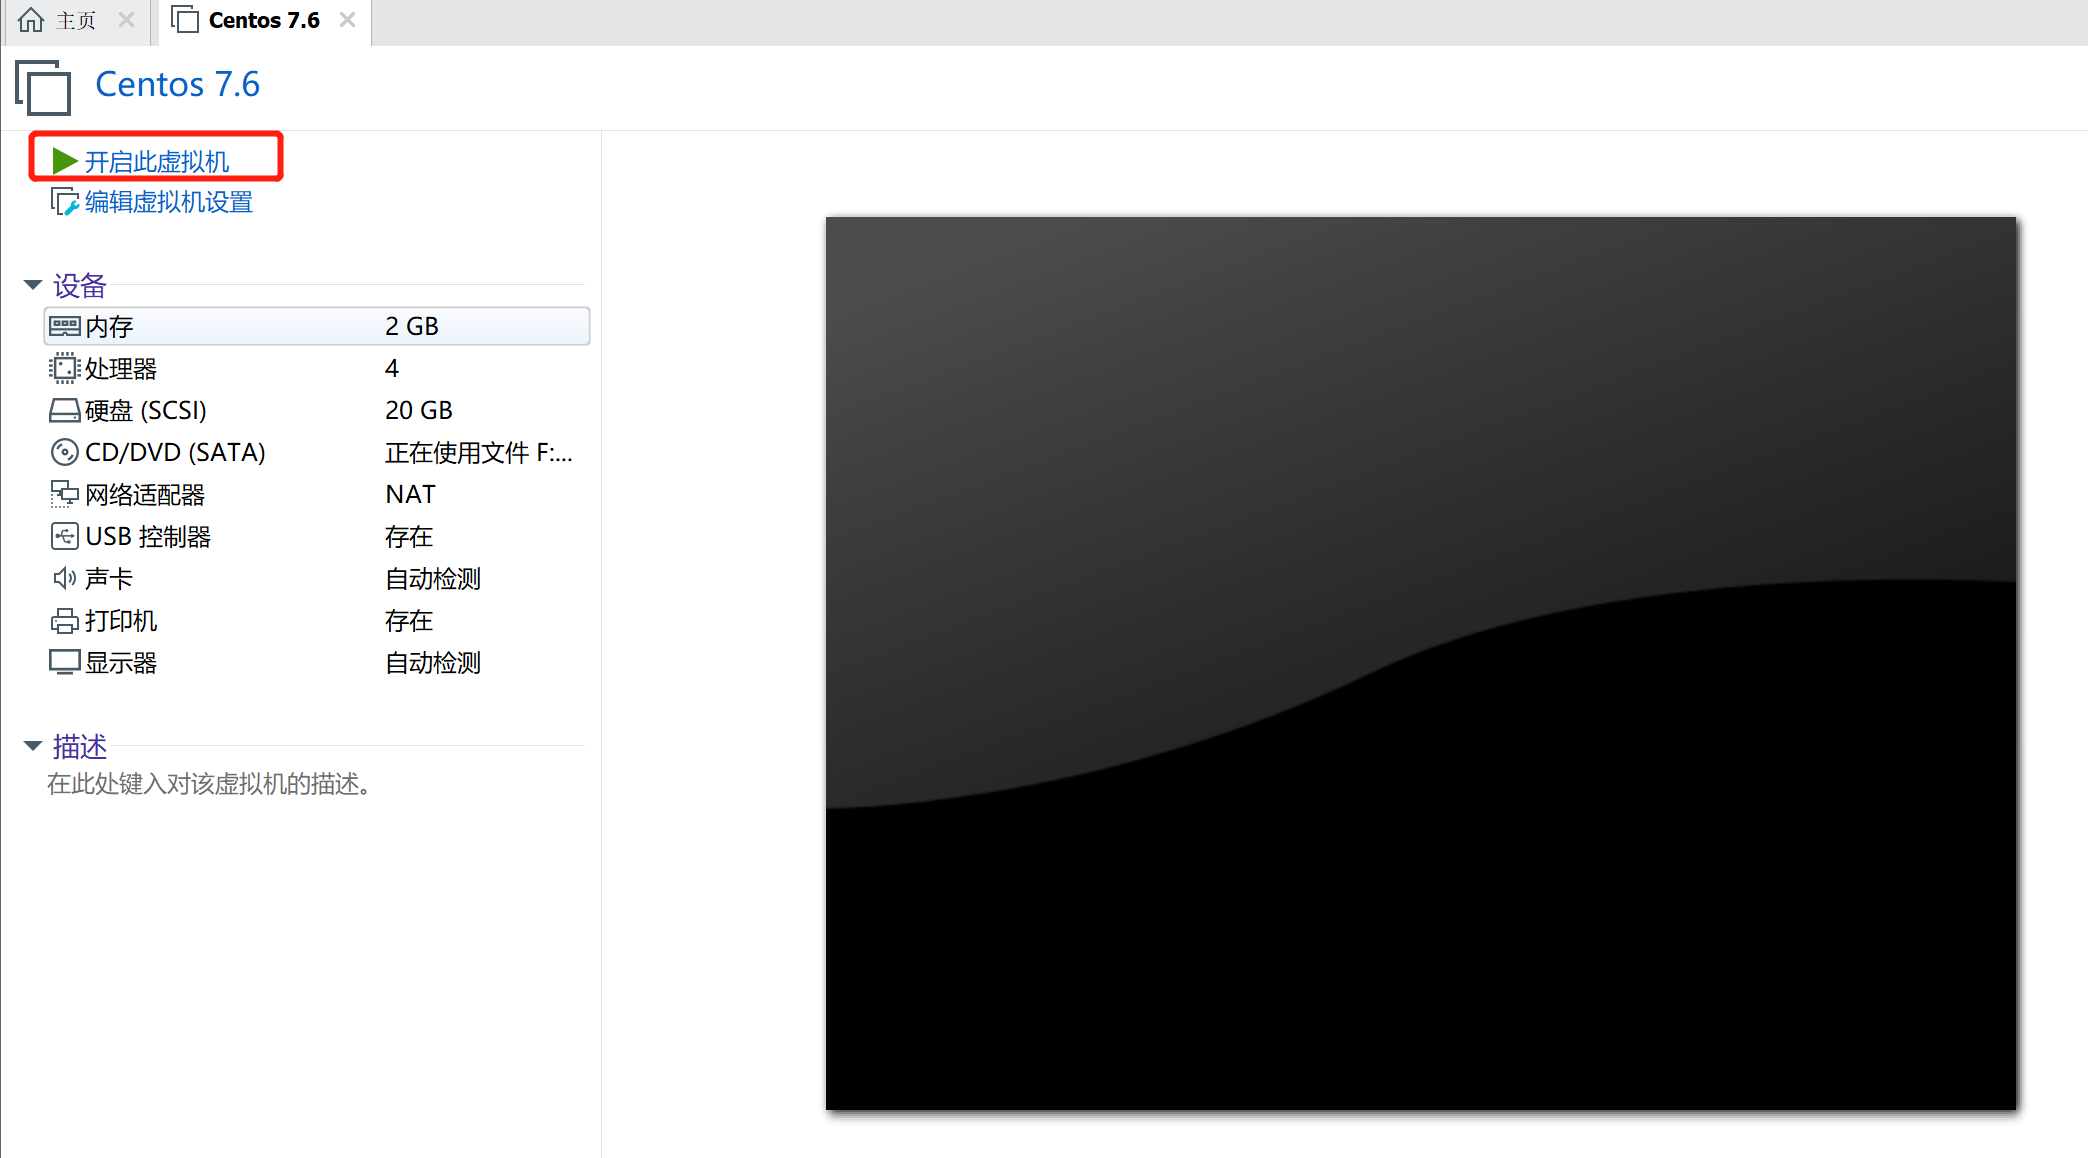 主页
Centos 7.6
Centos 7.6
开启此虚拟机
编辑虚拟机设置
设备
内存 2 GB
处理器 4
硬盘 (SCSI) 20 GB
CD/DVD (SATA) 正在使用文件 F:...
网络适配器 NAT
USB 控制器 存在
声卡 自动检测
打印机 存在
显示器 自动检测
描述
在此处键入对该虚拟机的描述。